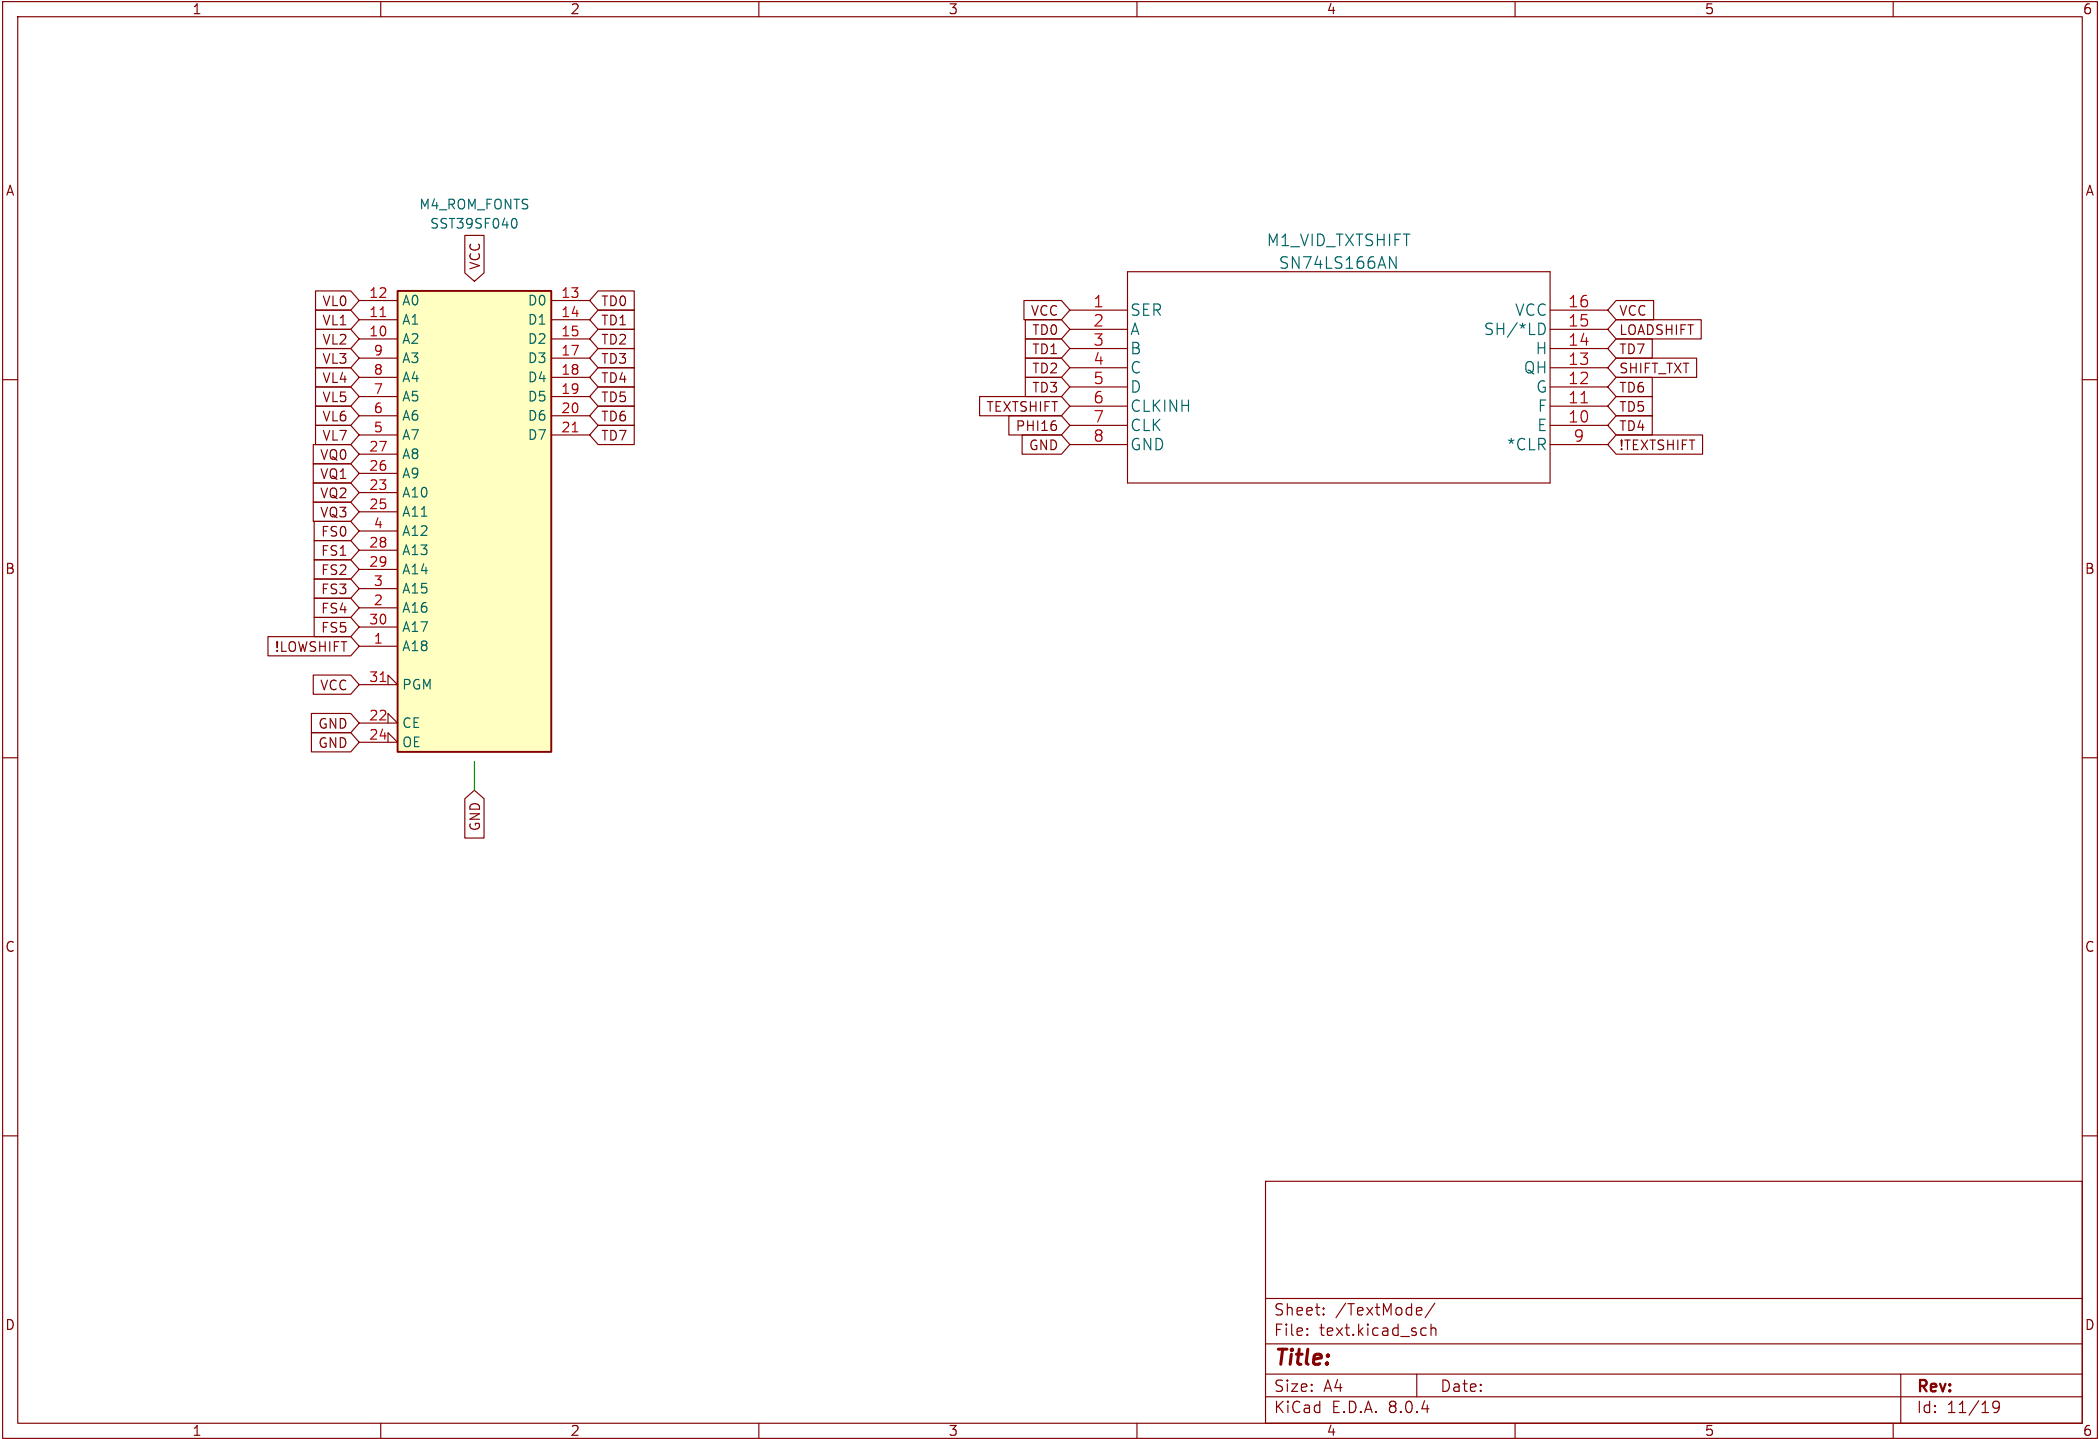 1 2 3 4 5 6
A A
B B
C C
D D
M4_ROM_FONTS
SST39SF040
VCC
VL0 12 A0 D0 13 TD0
VL1 11 A1 D1 14 TD1
VL2 10 A2 D2 15 TD2
VL3 9 A3 D3 17 TD3
VL4 8 A4 D4 18 TD4
VL5 7 A5 D5 19 TD5
VL6 6 A6 D6 20 TD6
VL7 5 A7 D7 21 TD7
VQ0 27 A8
VQ1 26 A9
VQ2 23 A10
VQ3 25 A11
FS0 4 A12
FS1 28 A13
FS2 29 A14
FS3 3 A15
FS4 2 A16
FS5 30 A17
!LOWSHIFT 1 A18
VCC 31 PGM
GND 22 CE
GND 24 OE
GND
M1_VID_TXTSHIFT
SN74LS166AN
VCC 1 SER VCC 16 VCC
TD0 2 A SH/*LD 15 LOADSHIFT
TD1 3 B H 14 TD7
TD2 4 C QH 13 SHIFT_TXT
TD3 5 D G 12 TD6
TEXTSHIFT 6 CLKINH F 11 TD5
PHI16 7 CLK E 10 TD4
GND 8 GND *CLR 9 !TEXTSHIFT
Sheet: /TextMode/
File: text.kicad_sch
Title:
Size: A4 Date: Rev:
KiCad E.D.A. 8.0.4 Id: 11/19
1 2 3 4 5 6